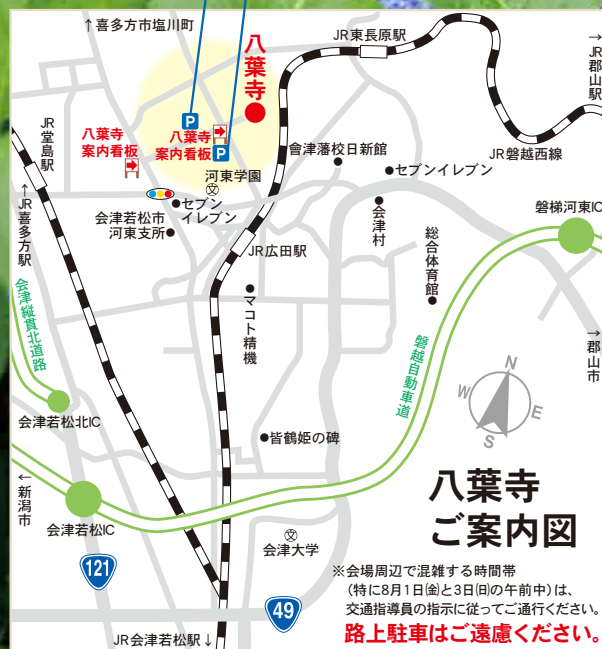 ↑喜多方市塩川町
JR東長原駅
→JR郡山駅
八葉寺
P
八葉寺
案内看板
八葉寺
案内看板
P
JR堂島駅
河東学園
文
會津藩校日新館
JR磐越西線
セブンイレブン
セブン
イレブン
会津若松市
河東支所
会津村
磐梯河東IC
↑JR喜多方駅
JR広田駅
総合体育館
会津縦貫北道路
マコト精機
→郡山市
磐越自動車道
N
W
E
S
会津若松北IC
皆鶴姫の碑
←新潟市
会津若松IC
文
会津大学
八葉寺
ご案内図
121
49
※会場周辺で混雑する時間帯
(特に8月1日㈮と3日㈰の午前中)は、
交通指導員の指示に従ってご通行ください。
路上駐車はご遠慮ください。
JR会津若松駅↓